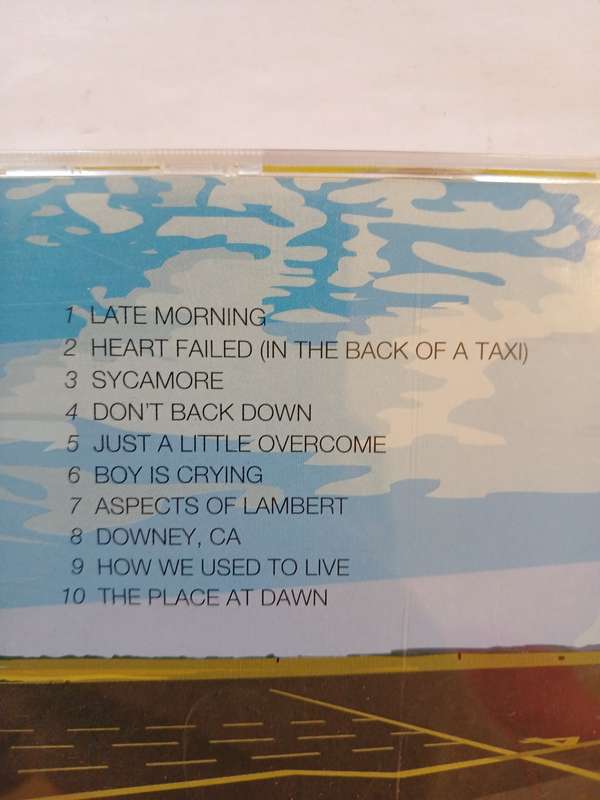 1 LATE MORNING
2 HEART FAILED (IN THE BACK OF A TAXI)
3 SYCAMORE
4 DON'T BACK DOWN
5 JUST A LITTLE OVERCOME
6 BOY IS CRYING
7 ASPECTS OF LAMBERT
8 DOWNEY, CA
9 HOW WE USED TO LIVE
10 THE PLACE AT DAWN